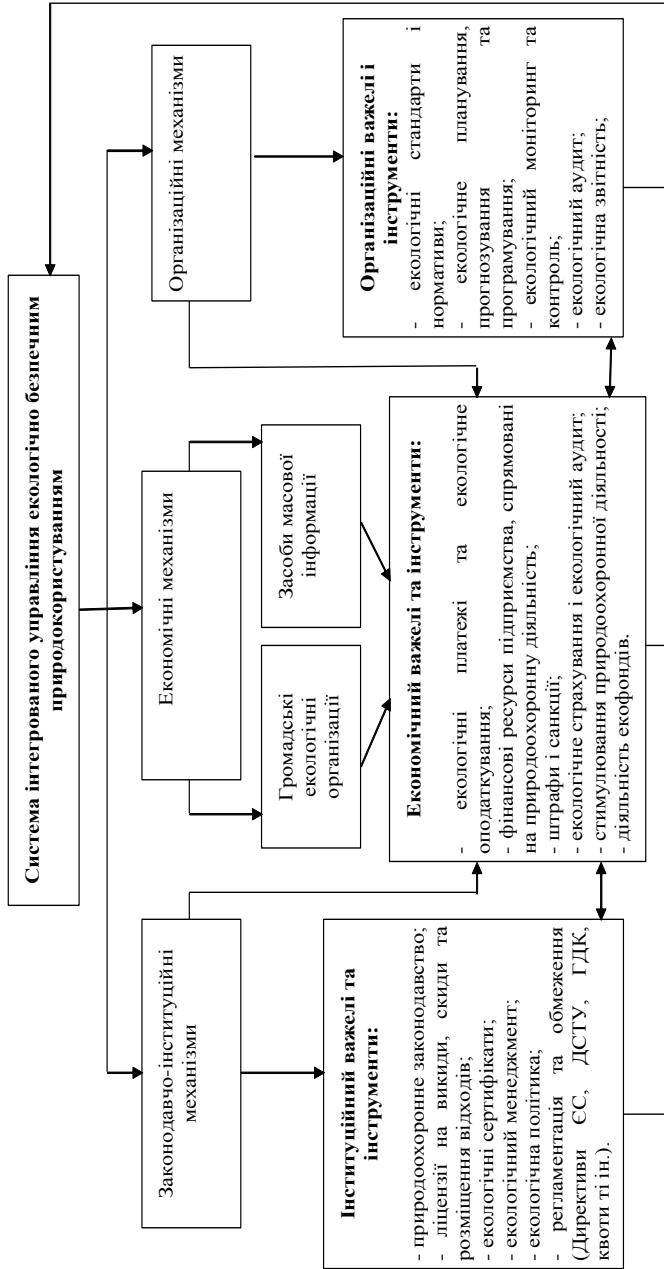 Система інтегрованого управління екологічно безпечним
природокористуванням
Законодавчо-інституційні
механізми
Економічні механізми
Організаційні механізми
Громадські
екологічні
організації
Засоби масової
інформації
Інституційний важелі та
інструменти:
- природоохоронне законодавство;
- ліцензії на викиди, скиди та
розміщення відходів;
- екологічні сертифікати;
- екологічний менеджмент;
- екологічна політика;
- регламентація та обмеження
(Директиви ЄС, ДСТУ, ГДК,
квоти ті ін.).
Економічний важелі та інструменти:
- екологічні платежі та екологічне
оподаткування;
- фінансові ресурси підприємства, спрямовані
на природоохоронну діяльність;
- штрафи і санкції;
- екологічне страхування і екологічний аудит;
- стимулювання природоохоронної діяльності;
- діяльність екофондів.
Організаційні важелі і
інструменти:
- екологічні стандарти і
нормативи;
- екологічне планування,
прогнозування та
програмування;
- екологічний моніторинг та
контроль;
- екологічний аудит;
- екологічна звітність;